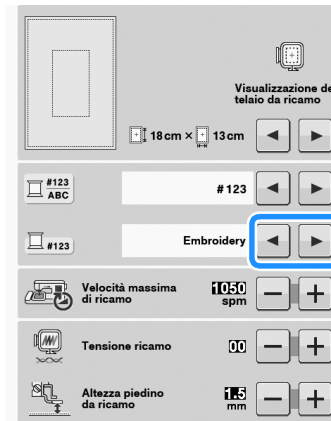 Visualizzazione de
telaio da ricamo
18 cm × 13 cm
#123
ABC
#123
#123
Embroidery
Velocità massima
di ricamo
1050
spm
Tensione ricamo
00
Altezza piedino
da ricamo
1.5
mm